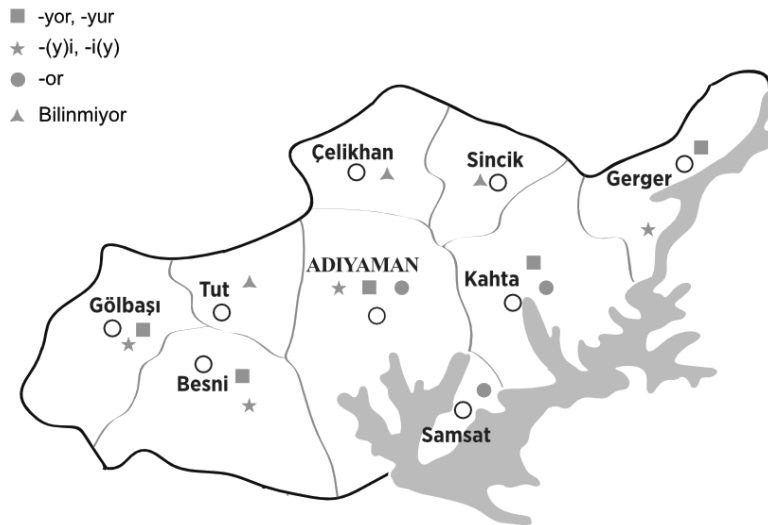 -yor, -yur
-(y)i, -i(y)
-or
Bilinmiyor
Çelikhan
Sincik
Gerger
ADIYAMAN
Kahta
Tut
Gölbaşı
Besni
Samsat